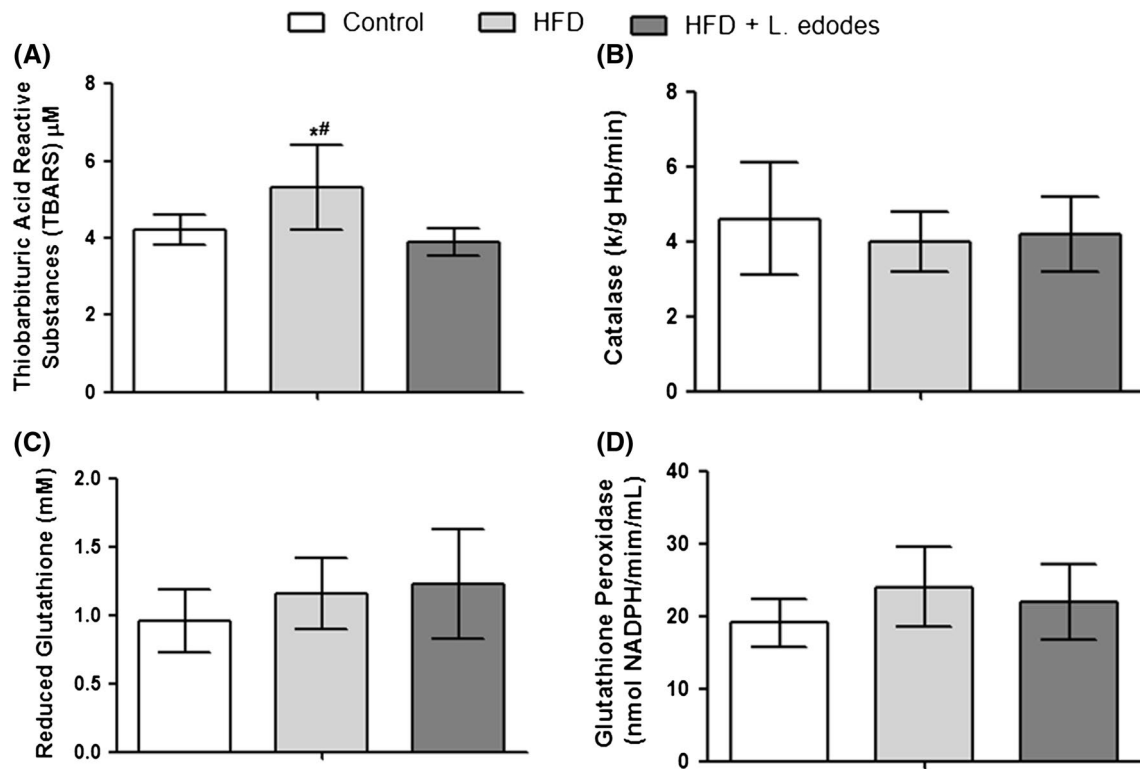 Control HFD HFD + L. edodes
(A)
Thiobarbituric Acid Reactive
Substances (TBARS) µM
8
6
4
2
0
*#
(B)
Catalase (k/g Hb/min)
8
6
4
2
0
(C)
Reduced Glutathione (mM)
2.0
1.5
1.0
0.5
0.0
(D)
Glutathione Peroxidase
(nmol NADPH/mim/mL)
40
30
20
10
0